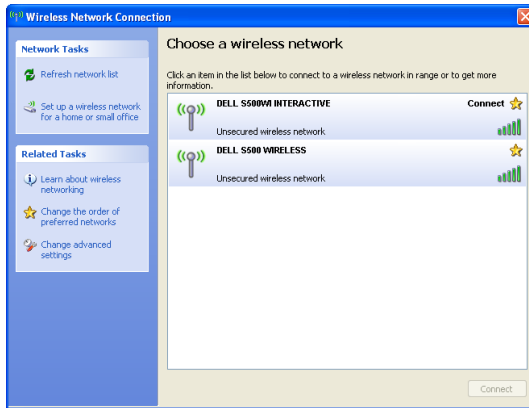 Wireless Network Connection
Network Tasks
Refresh network list
Set up a wireless network
for a home or small office
Related Tasks
Learn about wireless
networking
Change the order of
preferred networks
Change advanced
settings
Choose a wireless network
Click an item in the list below to connect to a wireless network in range or to get more
information.
DELL S500WI INTERACTIVE
Connect
Unsecured wireless network
DELL S500 WIRELESS
Unsecured wireless network
Connect